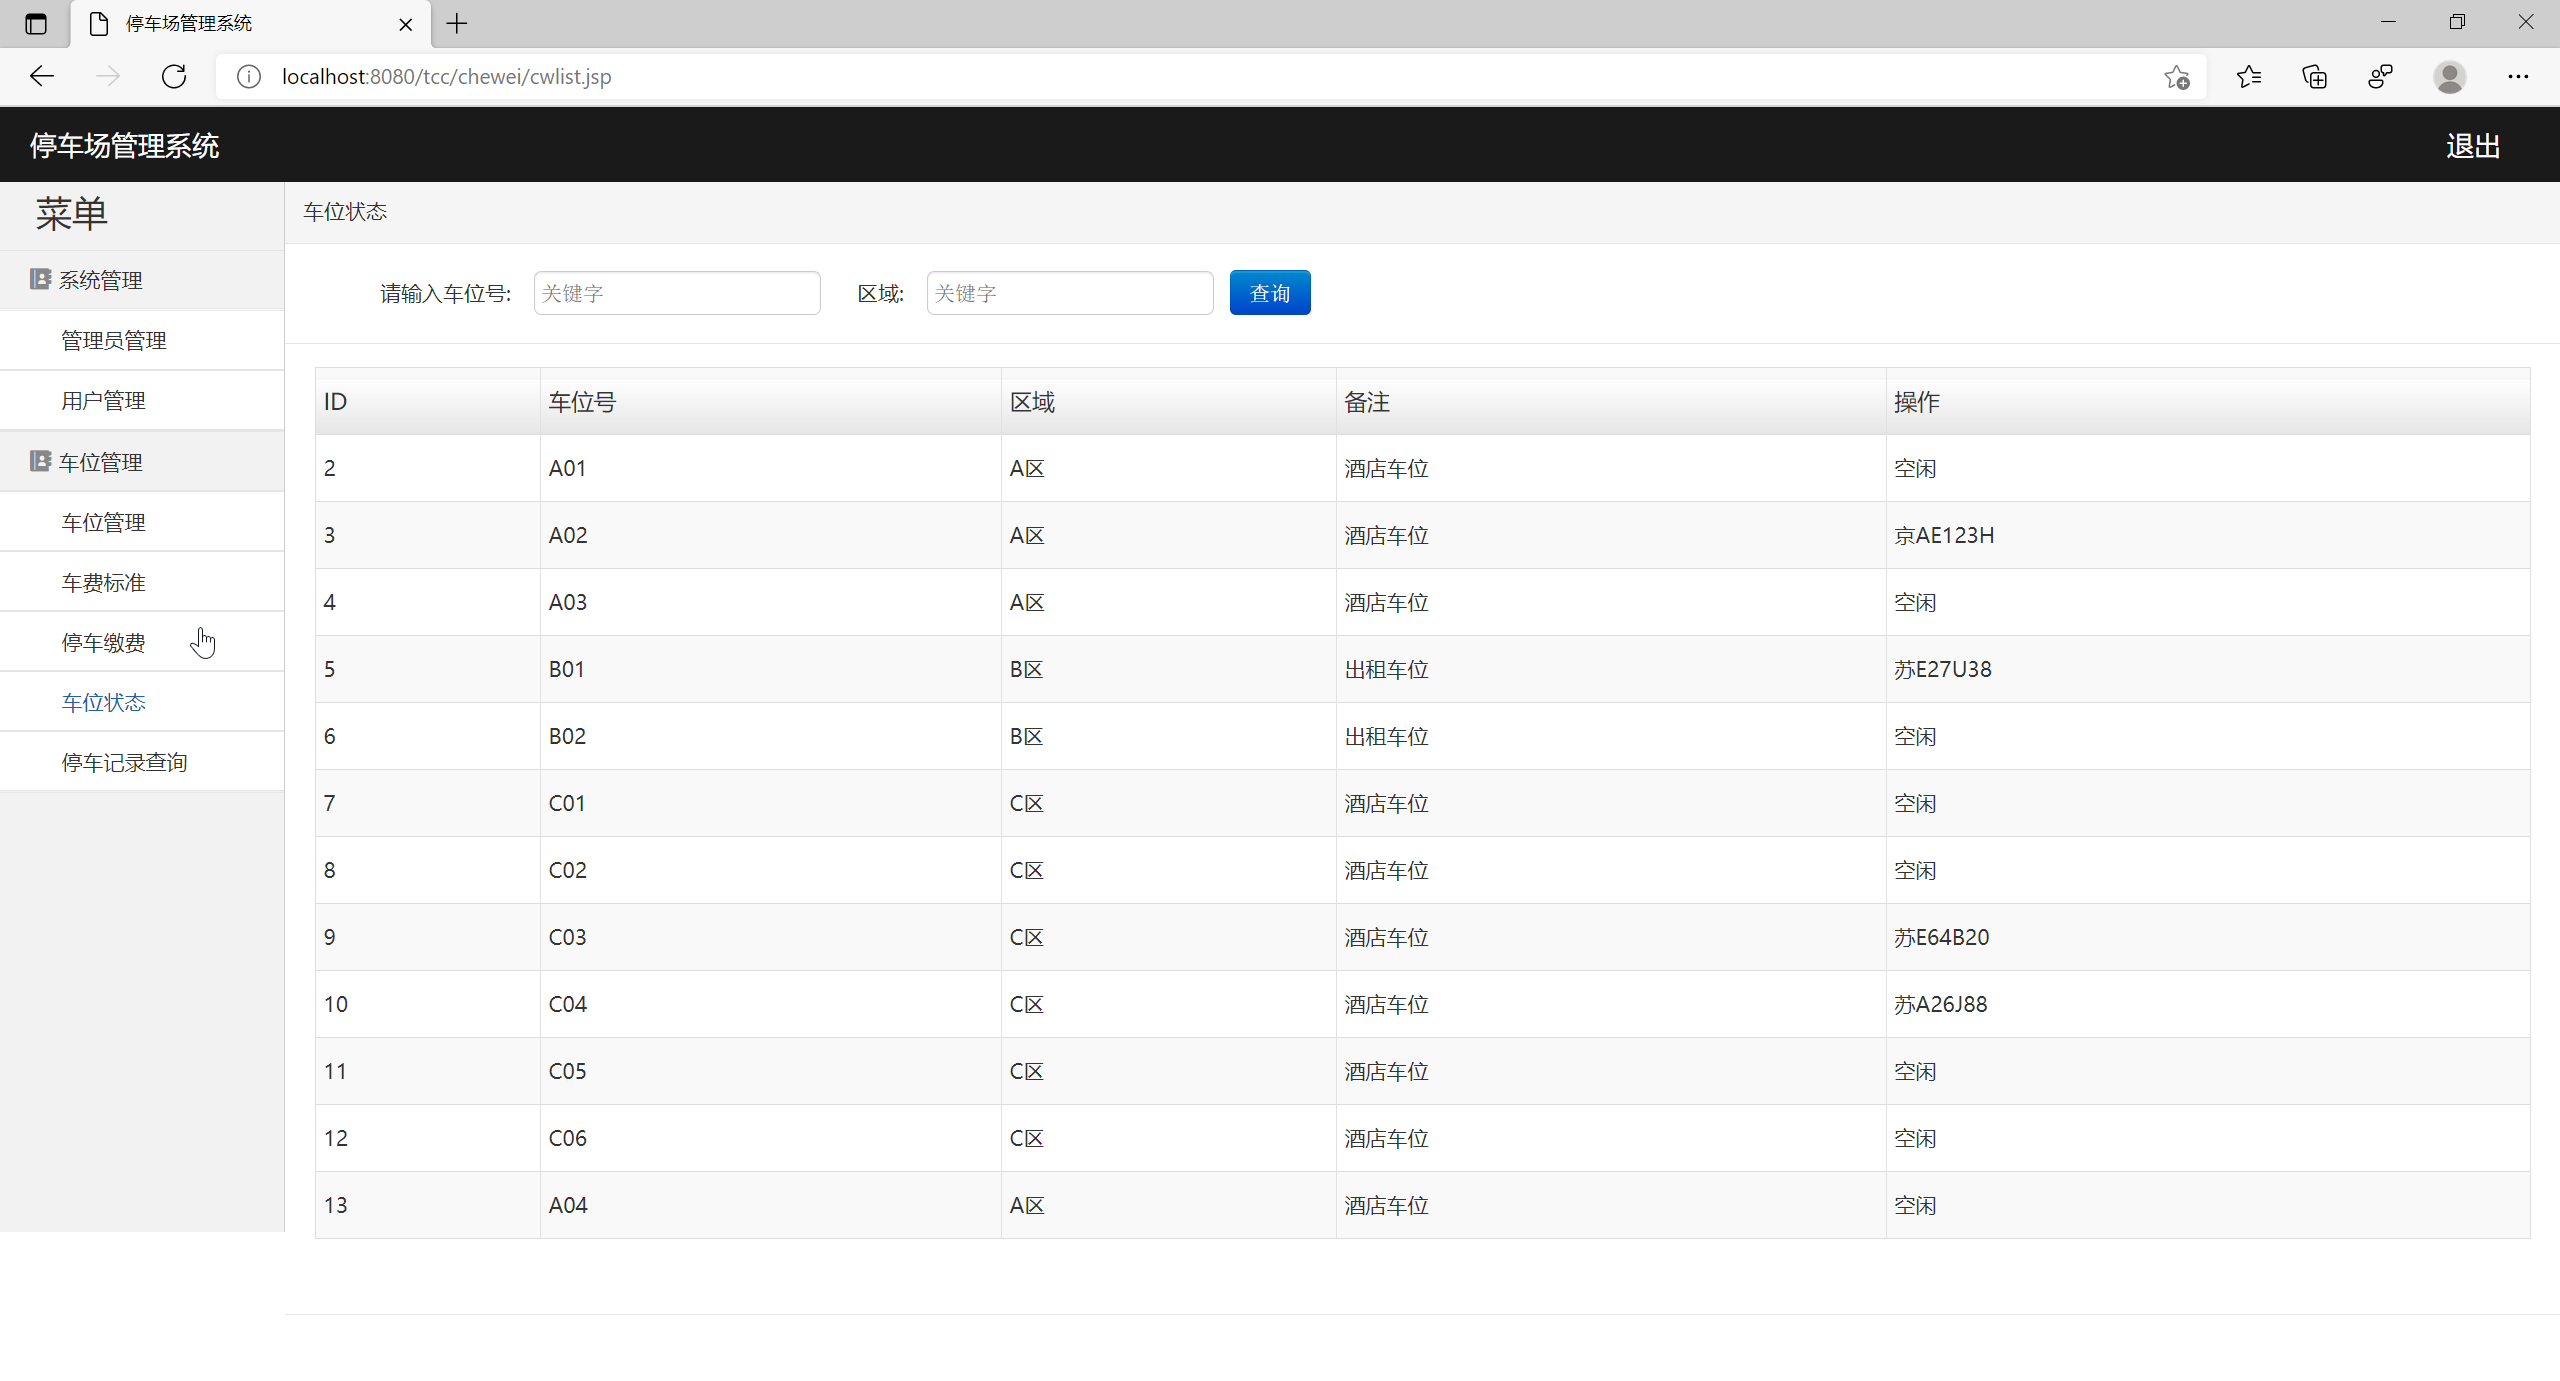 停车场管理系统
localhost:8080/tcc/chewei/cwlist.jsp
停车场管理系统 退出
菜单
系统管理
管理员管理
用户管理
车位管理
车位管理
车费标准
停车缴费
车位状态
停车记录查询
车位状态
请输入车位号: 关键字 区域: 关键字 查询
ID 车位号 区域 备注 操作
2 A01 A区 酒店车位 空闲
3 A02 A区 酒店车位 京AE123H
4 A03 A区 酒店车位 空闲
5 B01 B区 出租车位 苏E27U38
6 B02 B区 出租车位 空闲
7 C01 C区 酒店车位 空闲
8 C02 C区 酒店车位 空闲
9 C03 C区 酒店车位 苏E64B20
10 C04 C区 酒店车位 苏A26J88
11 C05 C区 酒店车位 空闲
12 C06 C区 酒店车位 空闲
13 A04 A区 酒店车位 空闲